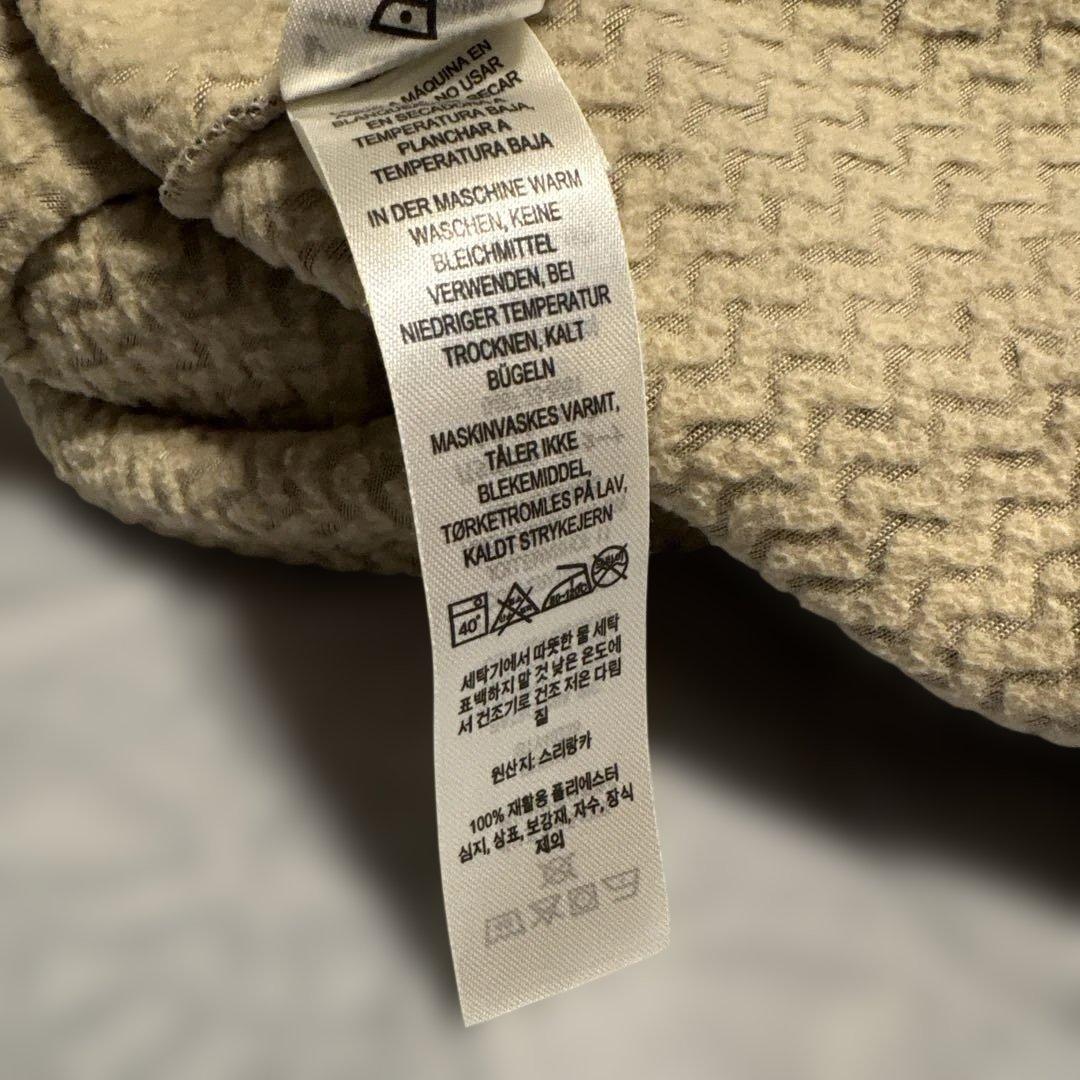 MÁQUINA EN
NO USAR
EN SECAR
TEMPERATURA BAJA,
PLANCHAR A
TEMPERATURA BAJA
IN DER MASCHINE WARM
WASCHEN, KEINE
BLEICHMITTEL
VERWENDEN, BEI
NIEDRIGER TEMPERATUR
TROCKNEN, KALT
BÜGELN
MASKINVASKES VARMT,
TÅLER IKKE
BLEKEMIDDEL,
TØRKETROMLES PÅ LAV,
KALDT STRYKEJERN
40°
세탁기에서 따뜻한 물 세탁
표백하지 말 것 낮은 온도에
서 건조기로 건조 저온 다림
질
원산지: 스리랑카
100% 재활용 폴리에스터
심지, 상표, 보강재, 자수, 장식
제외